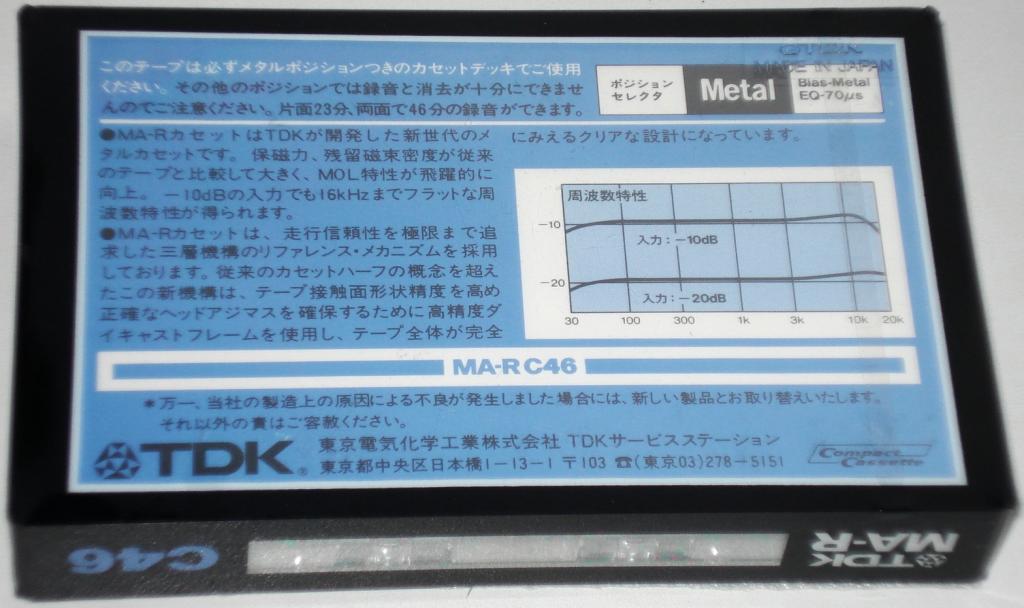 このテープは必ずメタルポジションつきのカセットデッキでご使用
ください。その他のポジションでは録音と消去が十分にできませ
んのでご注意ください。片面23分、両面で46分の録音ができます。
ポジション
セレクタ
Metal
Bias-Metal
EQ-70μs
TDK
MADE IN JAPAN
●MA-RカセットはTDKが開発した新世代のメ
タルカセットです。保磁力、残留磁束密度が従来
のテープと比較して大きく、MOL特性が飛躍的に
向上。－10dBの入力でも16kHzまでフラットな周
波数特性が得られます。
●MA-Rカセットは、走行信頼性を極限まで追
求した三層機構のリファレンス・メカニズムを採用
しております。従来のカセットハーフの概念を超え
たこの新機構は、テープ接触面形状精度を高め
正確なヘッドアジマスを確保するために高精度ダ
イキャストフレームを使用し、テープ全体が完全
にみえるクリアな設計になっています。
周波数特性
－10
入力：－10dB
－20
入力：－20dB
30 100 300 1k 3k 10k 20k
MA-R C46
＊万一、当社の製造上の原因による不良が発生しました場合には、新しい製品とお取り替えいたします。
それ以外の責はご容赦ください。
TDK®
東京電気化学工業株式会社 TDKサービスステーション
東京都中央区日本橋1－13－1 〒103 ☎(東京03)278－5151
Compact
Cassette
C46
TDK
MA-R